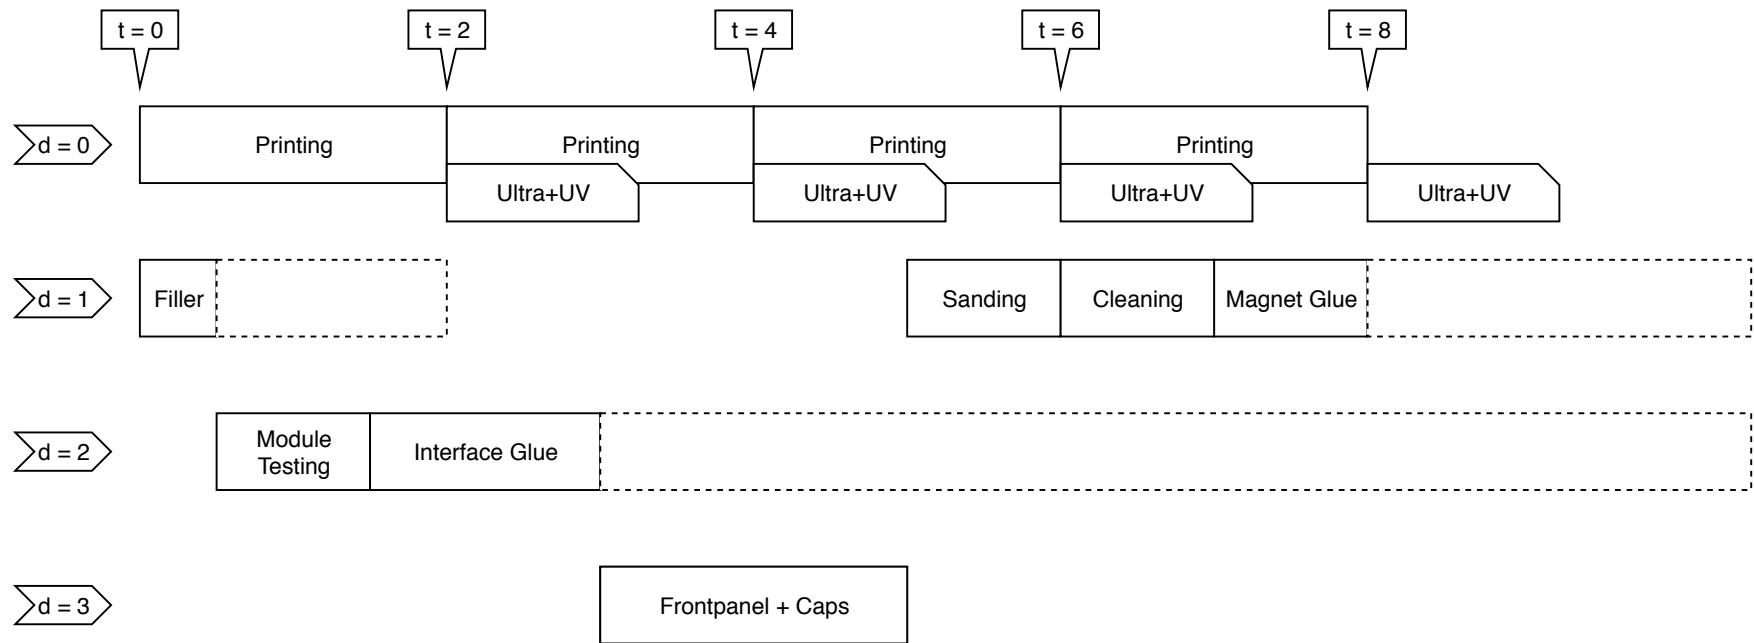 t = 0
t = 2
t = 4
t = 6
t = 8
d = 0
Printing
Printing
Printing
Printing
Ultra+UV
Ultra+UV
Ultra+UV
Ultra+UV
d = 1
Filler
Sanding
Cleaning
Magnet Glue
d = 2
Module
Testing
Interface Glue
d = 3
Frontpanel + Caps